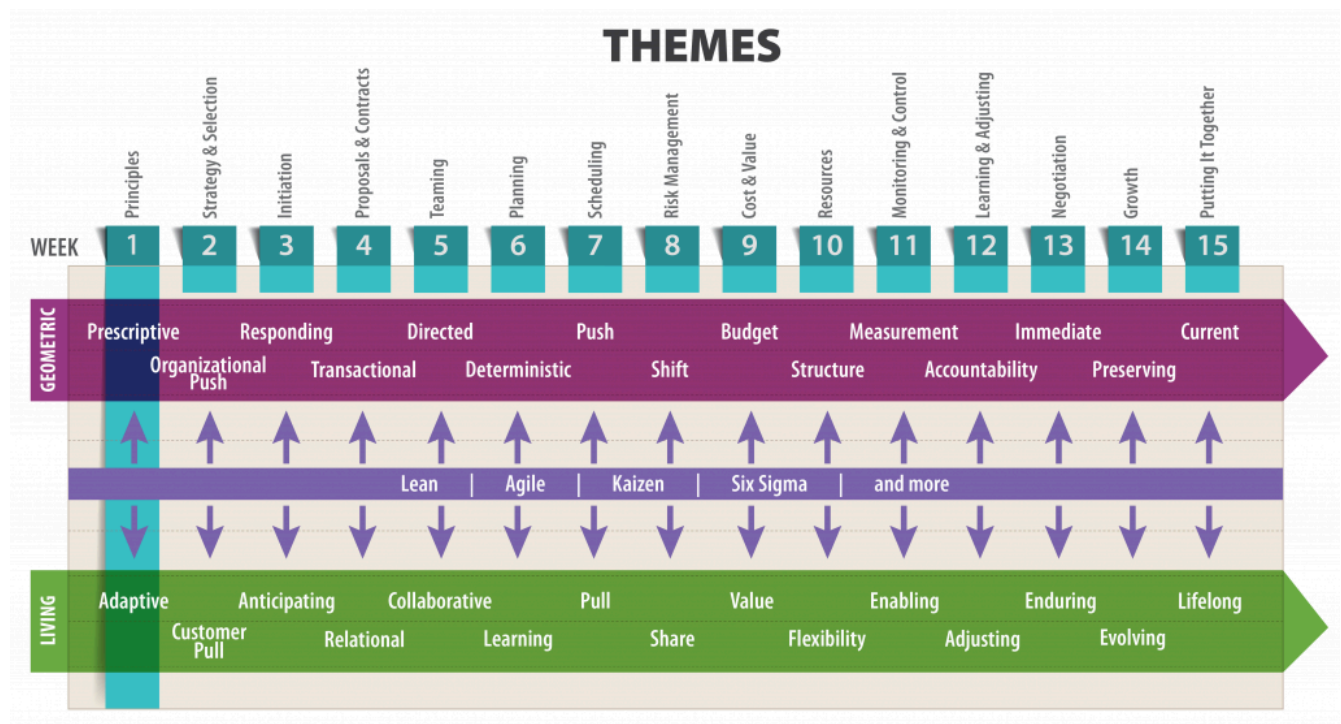 THEMES
Principles
Strategy & Selection
Initiation
Proposals & Contracts
Teaming
Planning
Scheduling
Risk Management
Cost & Value
Resources
Monitoring & Control
Learning & Adjusting
Negotiation
Growth
Putting It Together
WEEK 1 2 3 4 5 6 7 8 9 10 11 12 13 14 15
GEOMETRIC
Prescriptive Responding Directed Push Budget Measurement Immediate Current
Organizational
Push
Transactional Deterministic Shift Structure Accountability Preserving
Lean | Agile | Kaizen | Six Sigma | and more
LIVING
Adaptive Anticipating Collaborative Pull Value Enabling Enduring Lifelong
Customer
Pull
Relational Learning Share Flexibility Adjusting Evolving